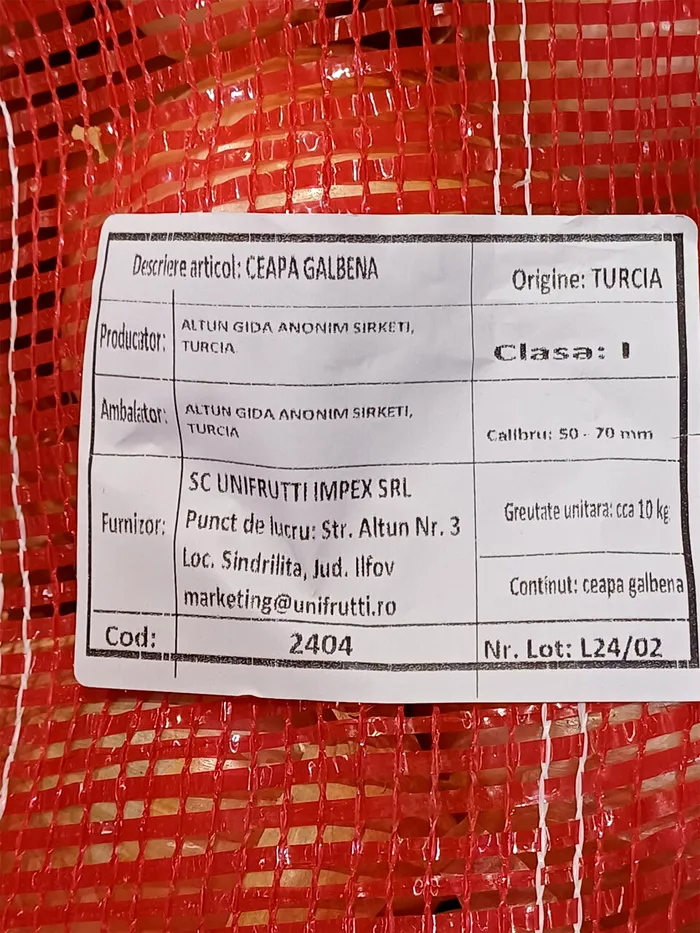 Descriere articol: CEAPA GALBENA
Origine: TURCIA
Producator:
ALTUN GIDA ANONIM SIRKETI,
TURCIA
Clasa: I
Ambalator:
ALTUN GIDA ANONIM SIRKETI,
TURCIA
Calibru: 50 - 70 mm
Furnizor:
SC UNIFRUTTI IMPEX SRL
Punct de lucru: Str. Altun Nr. 3
Loc. Sindrilita, Jud. Ilfov
marketing@unifrutti.ro
Greutate unitara: cca 10 kg
Continut: ceapa galbena
Cod:
2404
Nr. Lot: L24/02